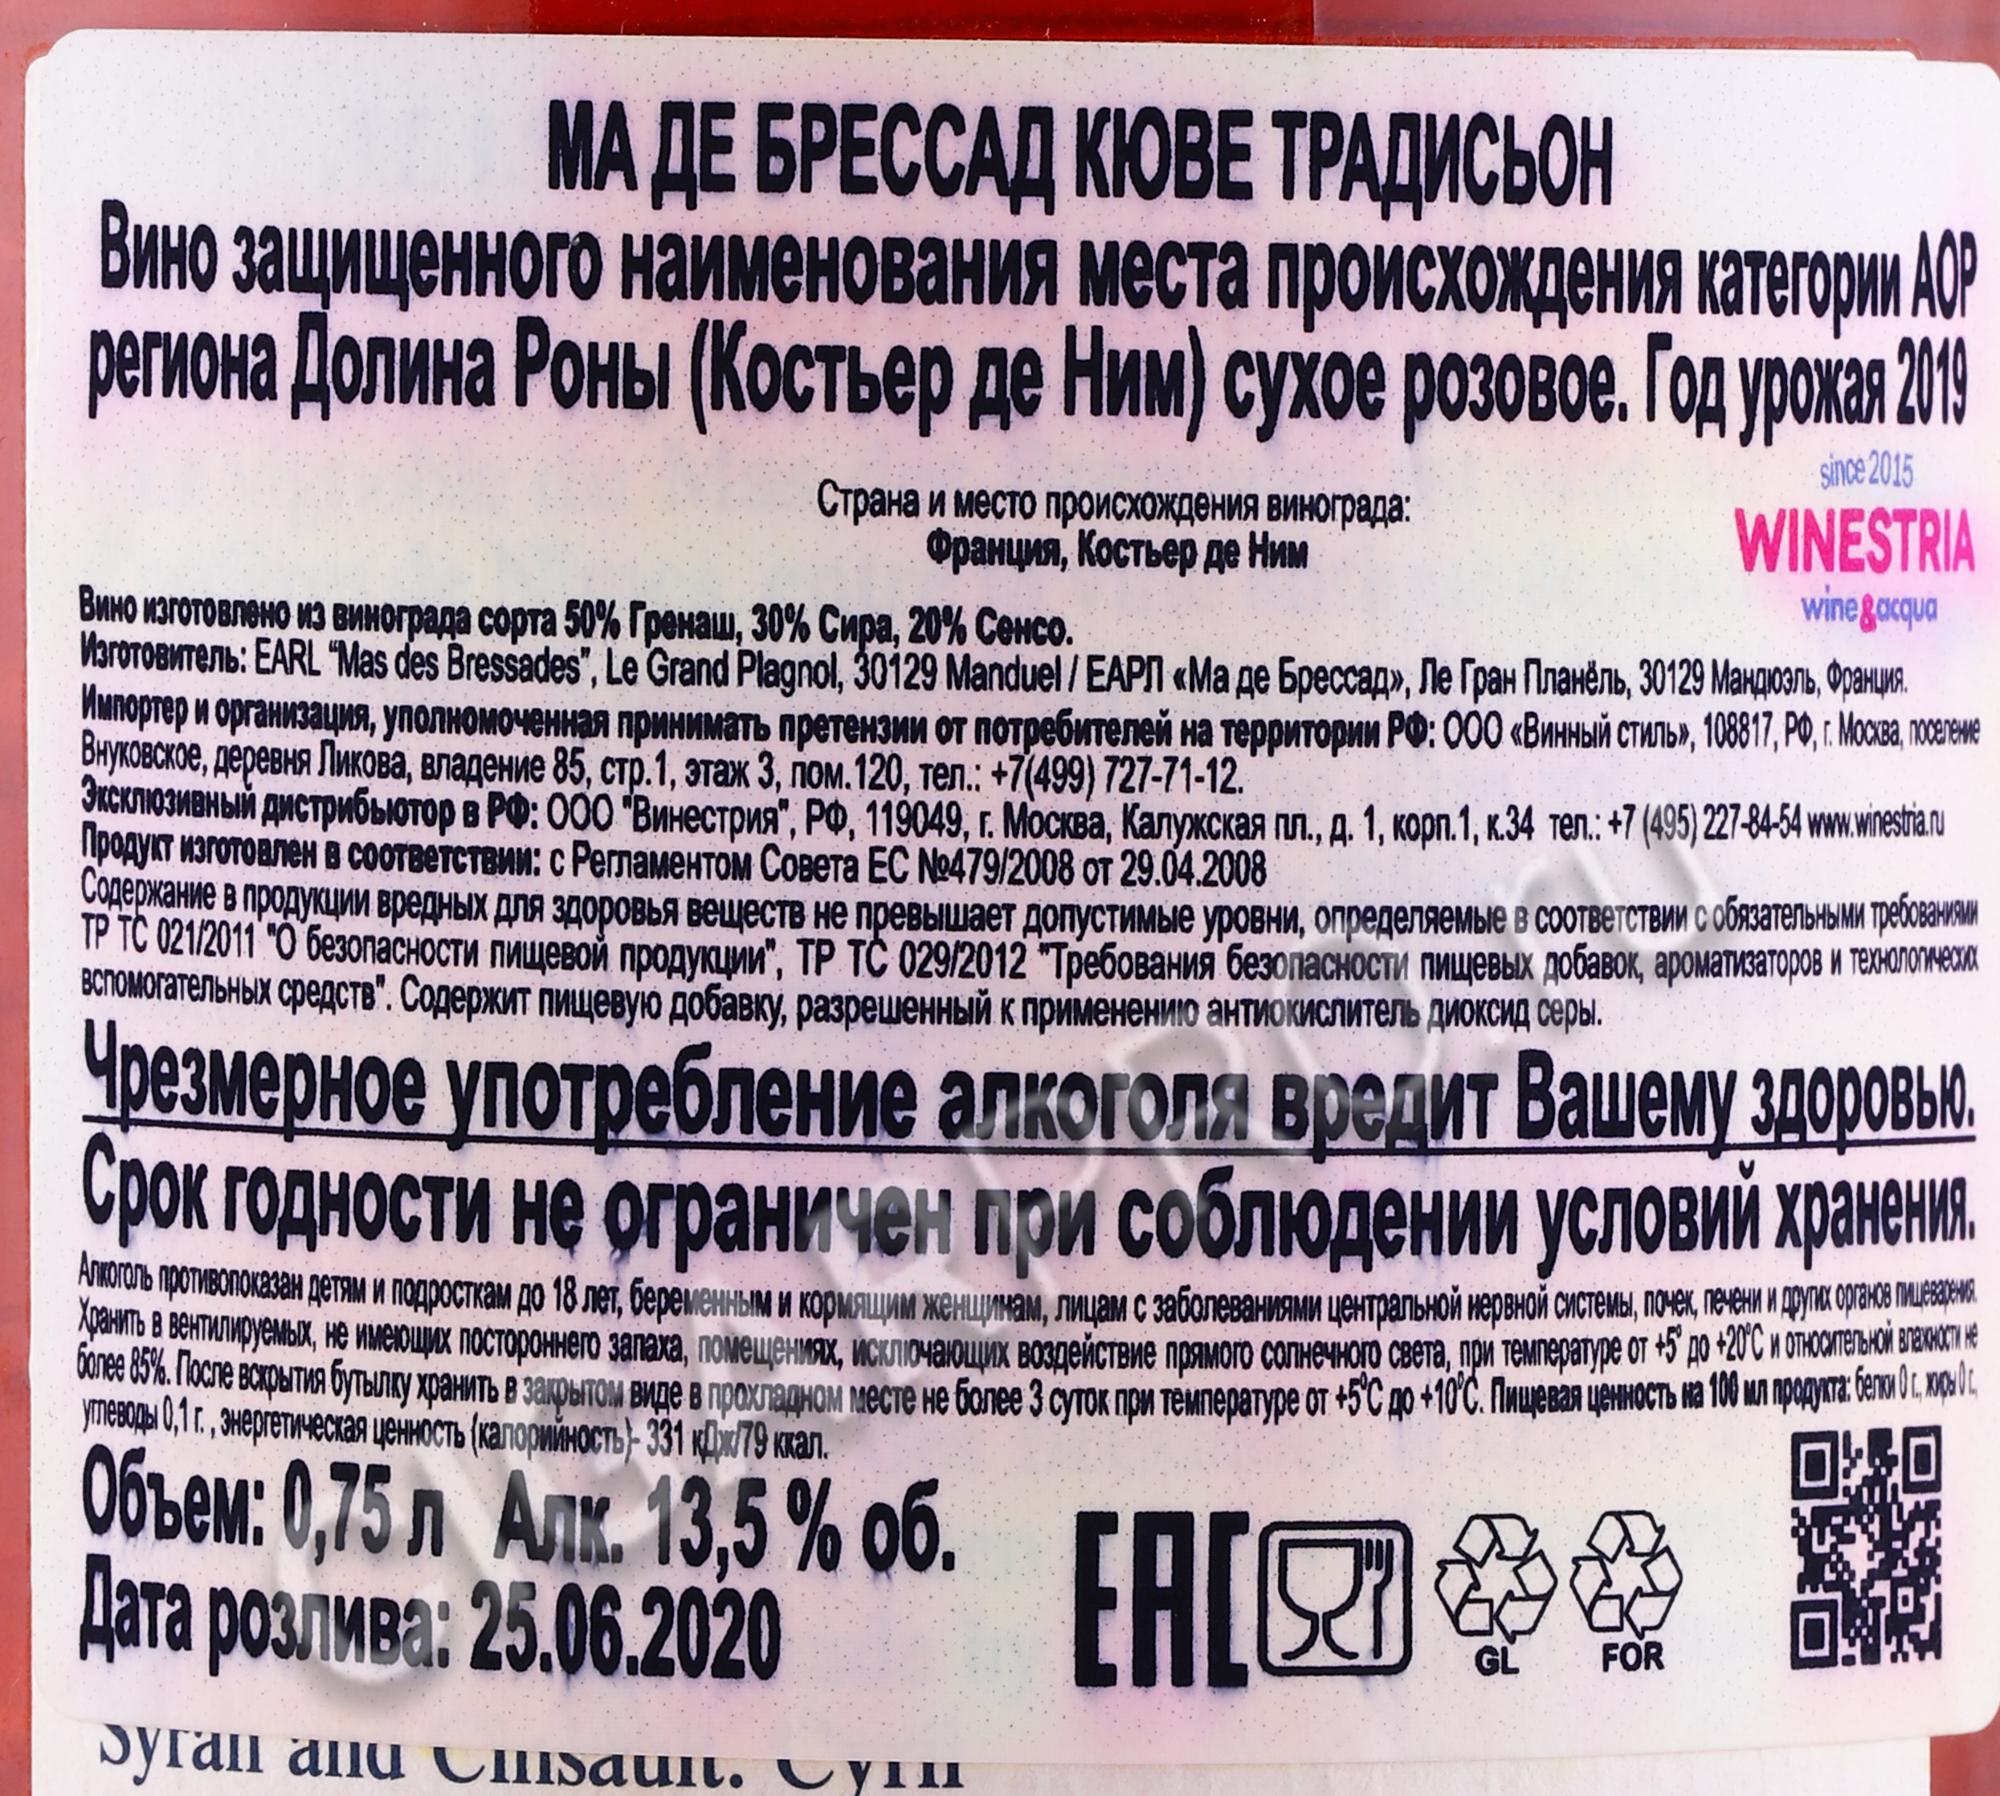 МА ДЕ БРЕССАД КЮВЕ ТРАДИСЬОН
Вино защищенного наименования места происхождения категории AOP
региона Долина Роны (Костьер де Ним) сухое розовое. Год урожая 2019
since 2015
WINESTRIA
wine&acqua
Страна и место происхождения винограда:
Франция, Костьер де Ним
Вино изготовлено из винограда сорта 50% Гренаш, 30% Сира, 20% Сенсо.
Изготовитель: EARL “Mas des Bressades”, Le Grand Plagnol, 30129 Manduel / ЕАРЛ «Ма де Брессад», Ле Гран Планёль, 30129 Мандюэль, Франция.
Импортер и организация, уполномоченная принимать претензии от потребителей на территории РФ: ООО «Винный стиль», 108817, РФ, г. Москва, поселение
Внуковское, деревня Ликова, владение 85, стр.1, этаж 3, пом.120, тел.: +7(499) 727-71-12.
Эксклюзивный дистрибьютор в РФ: ООО "Винестрия", РФ, 119049, г. Москва, Калужская пл., д. 1, корп.1, к.34 тел.: +7 (495) 227-84-54 www.winestria.ru
Продукт изготовлен в соответствии: с Регламентом Совета ЕС №479/2008 от 29.04.2008
Содержание в продукции вредных для здоровья веществ не превышает допустимые уровни, определяемые в соответствии с обязательными требованиями
ТР ТС 021/2011 "О безопасности пищевой продукции", ТР ТС 029/2012 "Требования безопасности пищевых добавок, ароматизаторов и технологических
вспомогательных средств". Содержит пищевую добавку, разрешенный к применению антиокислитель диоксид серы.
Чрезмерное употребление алкоголя вредит Вашему здоровью.
Срок годности не ограничен при соблюдении условий хранения.
Алкоголь противопоказан детям и подросткам до 18 лет, беременным и кормящим женщинам, лицам с заболеваниями центральной нервной системы, почек, печени и других органов пищеварения.
Хранить в вентилируемых, не имеющих постороннего запаха, помещениях, исключающих воздействие прямого солнечного света, при температуре от +5° до +20°C и относительной влажности не
более 85%. После вскрытия бутылку хранить в закрытом виде в прохладном месте не более 3 суток при температуре от +5°C до +10°C. Пищевая ценность на 100 мл продукта: белки 0 г., жиры 0 г.,
углеводы 0,1 г. , энергетическая ценность (калорийность)- 331 кДж/79 ккал.
Объем: 0,75 л Алк. 13,5 % об.
Дата розлива: 25.06.2020
EAC
GL
FOR
CIGARPRO.ru
Syrah and Cinsault. Cyril